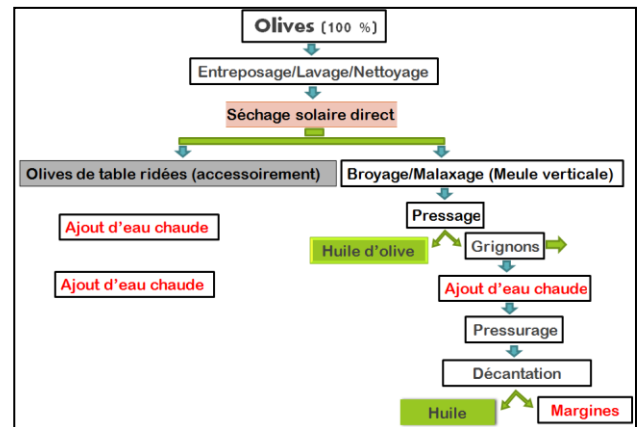 Olives (100 %)
Entreposage/Lavage/Nettoyage
Séchage solaire direct
Olives de table ridées (accessoirement)
Broyage/Malaxage (Meule verticale)
Pressage
Ajout d'eau chaude
Huile d'olive
Grignons
Ajout d'eau chaude
Ajout d'eau chaude
Pressurage
Décantation
Huile
Margines